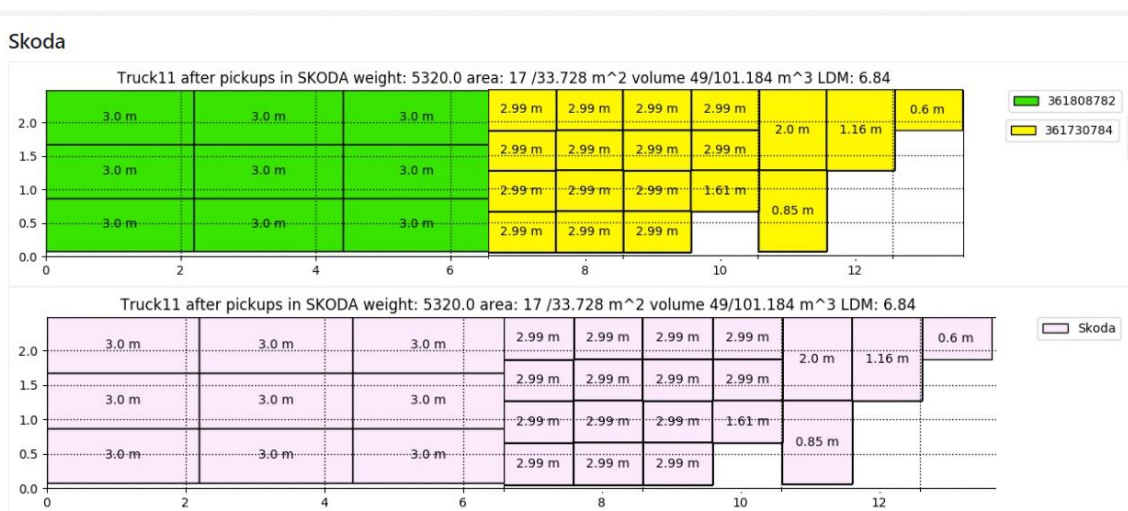 Skoda
Truck11 after pickups in SKODA weight: 5320.0 area: 17 /33.728 m^2 volume 49/101.184 m^3 LDM: 6.84
3.0 m 3.0 m 3.0 m 2.99 m 2.99 m 2.99 m 2.99 m 0.6 m 361808782
2.0 2.0 m 1.16 m 361730784
1.5 3.0 m 3.0 m 3.0 m 2.99 m 2.99 m 2.99 m 2.99 m
1.0 2.99 m 2.99 m 2.99 m 1.61 m
0.5 3.0 m 3.0 m 3.0 m 2.99 m 2.99 m 2.99 m 0.85 m
0.0
0 2 4 6 8 10 12
Truck11 after pickups in SKODA weight: 5320.0 area: 17 /33.728 m^2 volume 49/101.184 m^3 LDM: 6.84
3.0 m 3.0 m 3.0 m 2.99 m 2.99 m 2.99 m 2.99 m 0.6 m Skoda
2.0 2.0 m 1.16 m
1.5 3.0 m 3.0 m 3.0 m 2.99 m 2.99 m 2.99 m 2.99 m
1.0 2.99 m 2.99 m 2.99 m 1.61 m
0.5 3.0 m 3.0 m 3.0 m 2.99 m 2.99 m 2.99 m 0.85 m
0.0
0 2 4 6 8 10 12